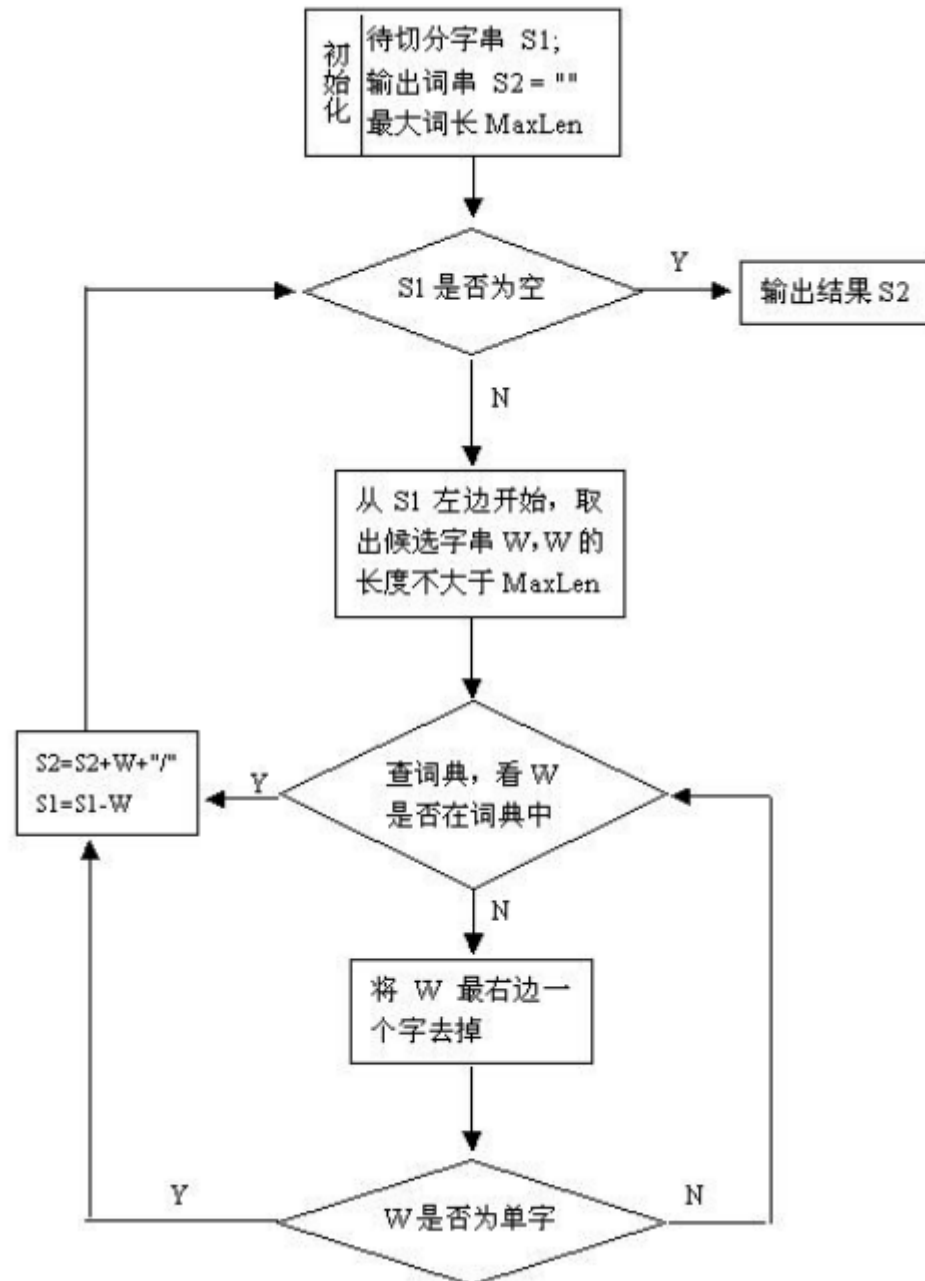 初始化
待切分字串 S1;
输出词串 S2 = ""
最大词长 MaxLen
S1 是否为空
Y
输出结果 S2
N
从 S1 左边开始，取
出候选字串 W，W 的
长度不大于 MaxLen
S2=S2+W+"/"
S1=S1-W
Y
查词典，看 W
是否在词典中
N
将 W 最右边一
个字去掉
Y
W 是否为单字
N